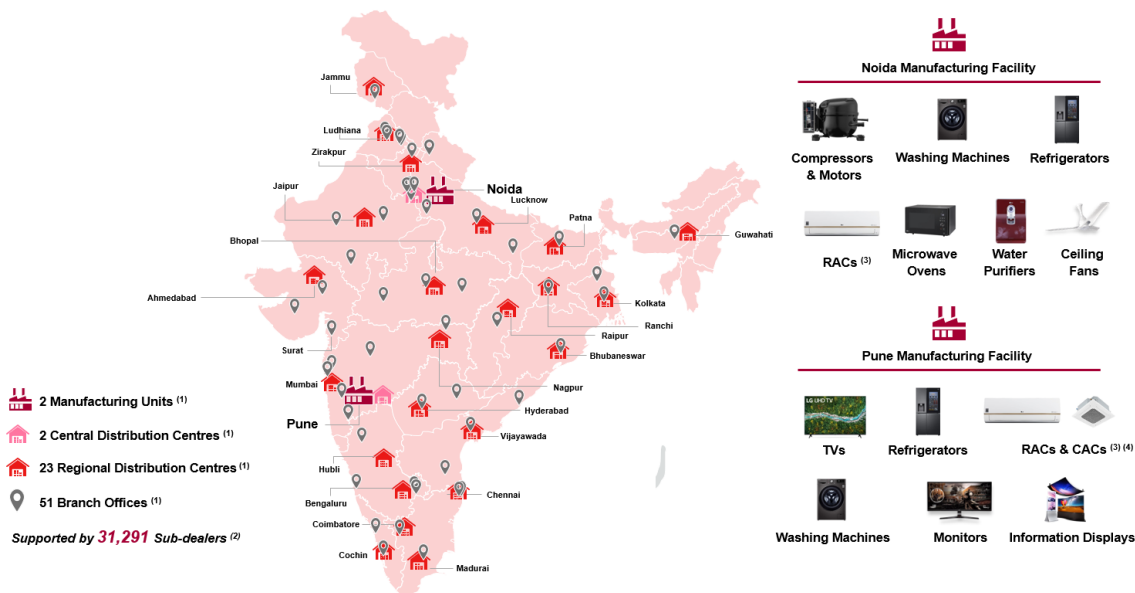 Jammu
Ludhiana
Zirakpur
Jaipur
Noida
Lucknow
Patna
Guwahati
Bhopal
Ahmedabad
Kolkata
Ranchi
Raipur
Bhubaneswar
Surat
Mumbai
Nagpur
Hyderabad
Pune
Vijayawada
Hubli
Bengaluru
Chennai
Coimbatore
Cochin
Madurai
2 Manufacturing Units (1)
2 Central Distribution Centres (1)
23 Regional Distribution Centres (1)
51 Branch Offices (1)
Supported by 31,291 Sub-dealers (2)
Noida Manufacturing Facility
Compressors
& Motors
Washing Machines
Refrigerators
RACs (3)
Microwave
Ovens
Water
Purifiers
Ceiling
Fans
Pune Manufacturing Facility
LG UHD TV
TVs
Refrigerators
RACs & CACs (3) (4)
Washing Machines
Monitors
Information Displays